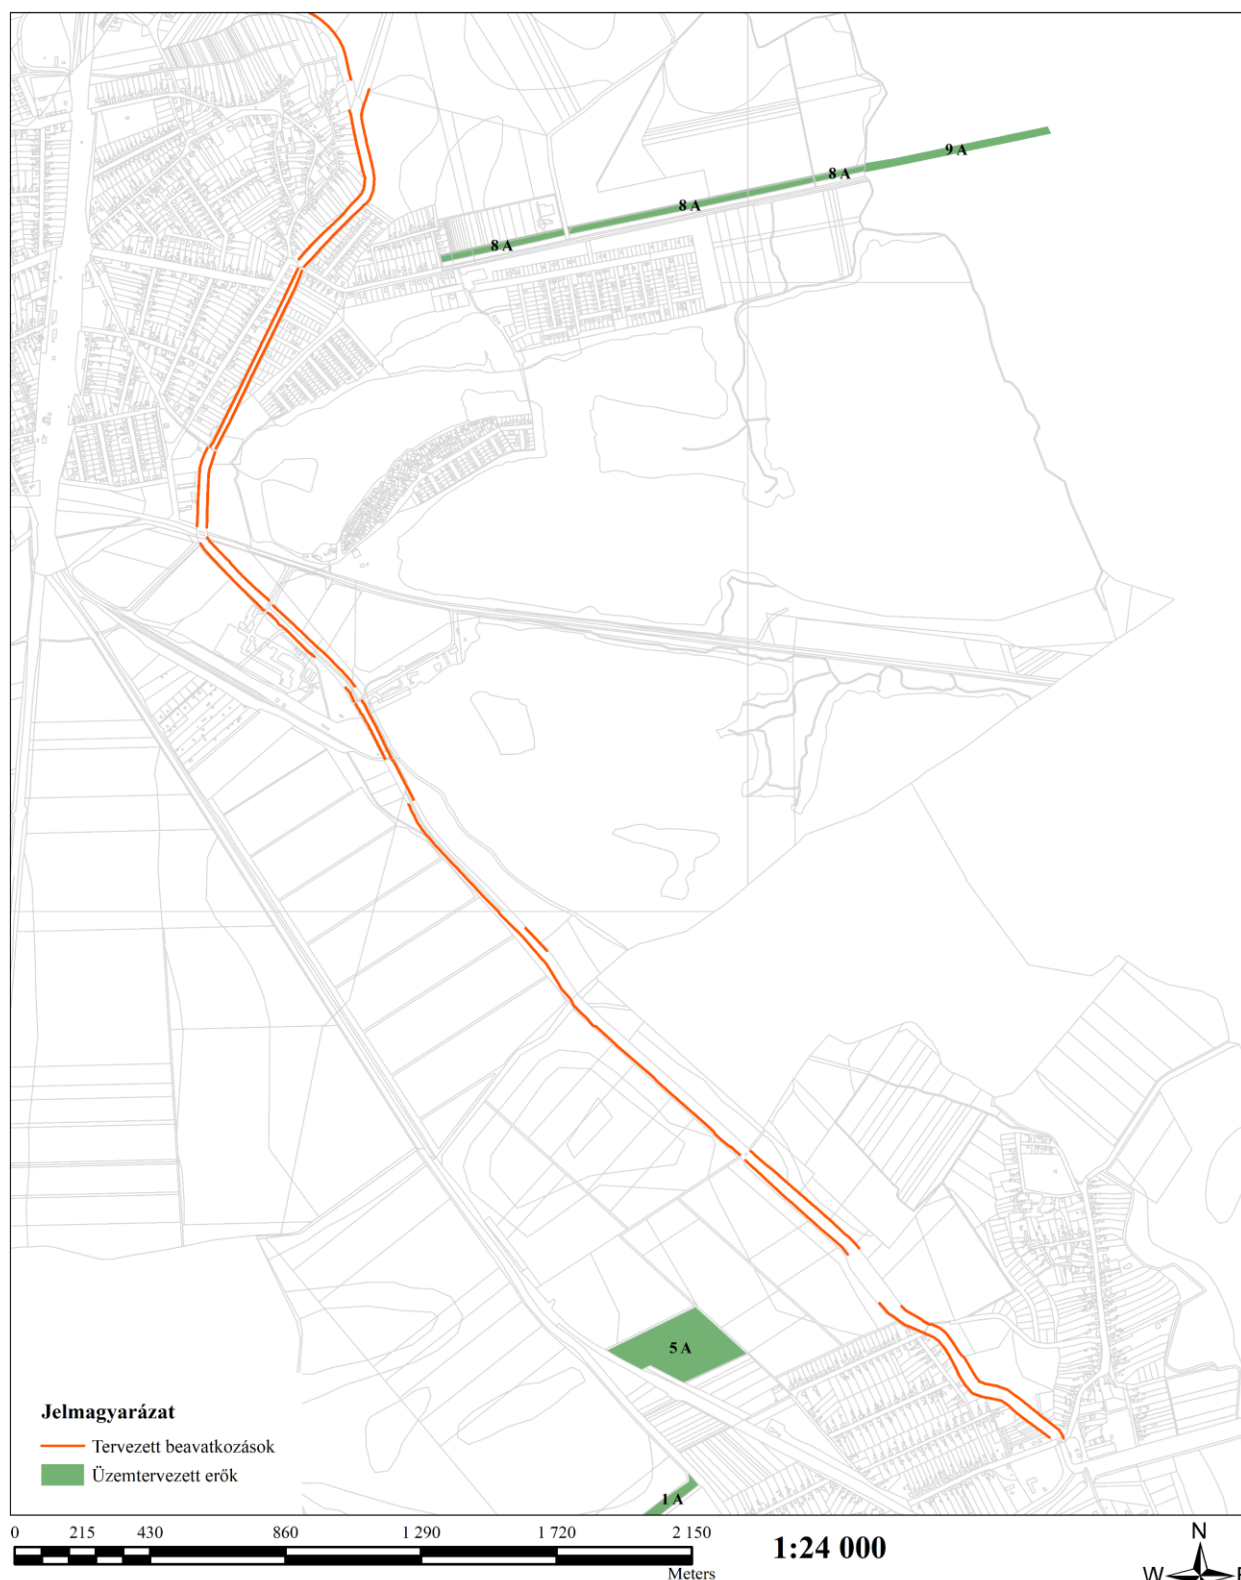 9 A
8 A
8 A
8 A
5 A
Jelmagyarázat
Tervezett beavatkozások
Üzemtervezett erők
1 A
0 215 430 860 1 290 1 720 2 150
Meters
1:24 000
N
W E